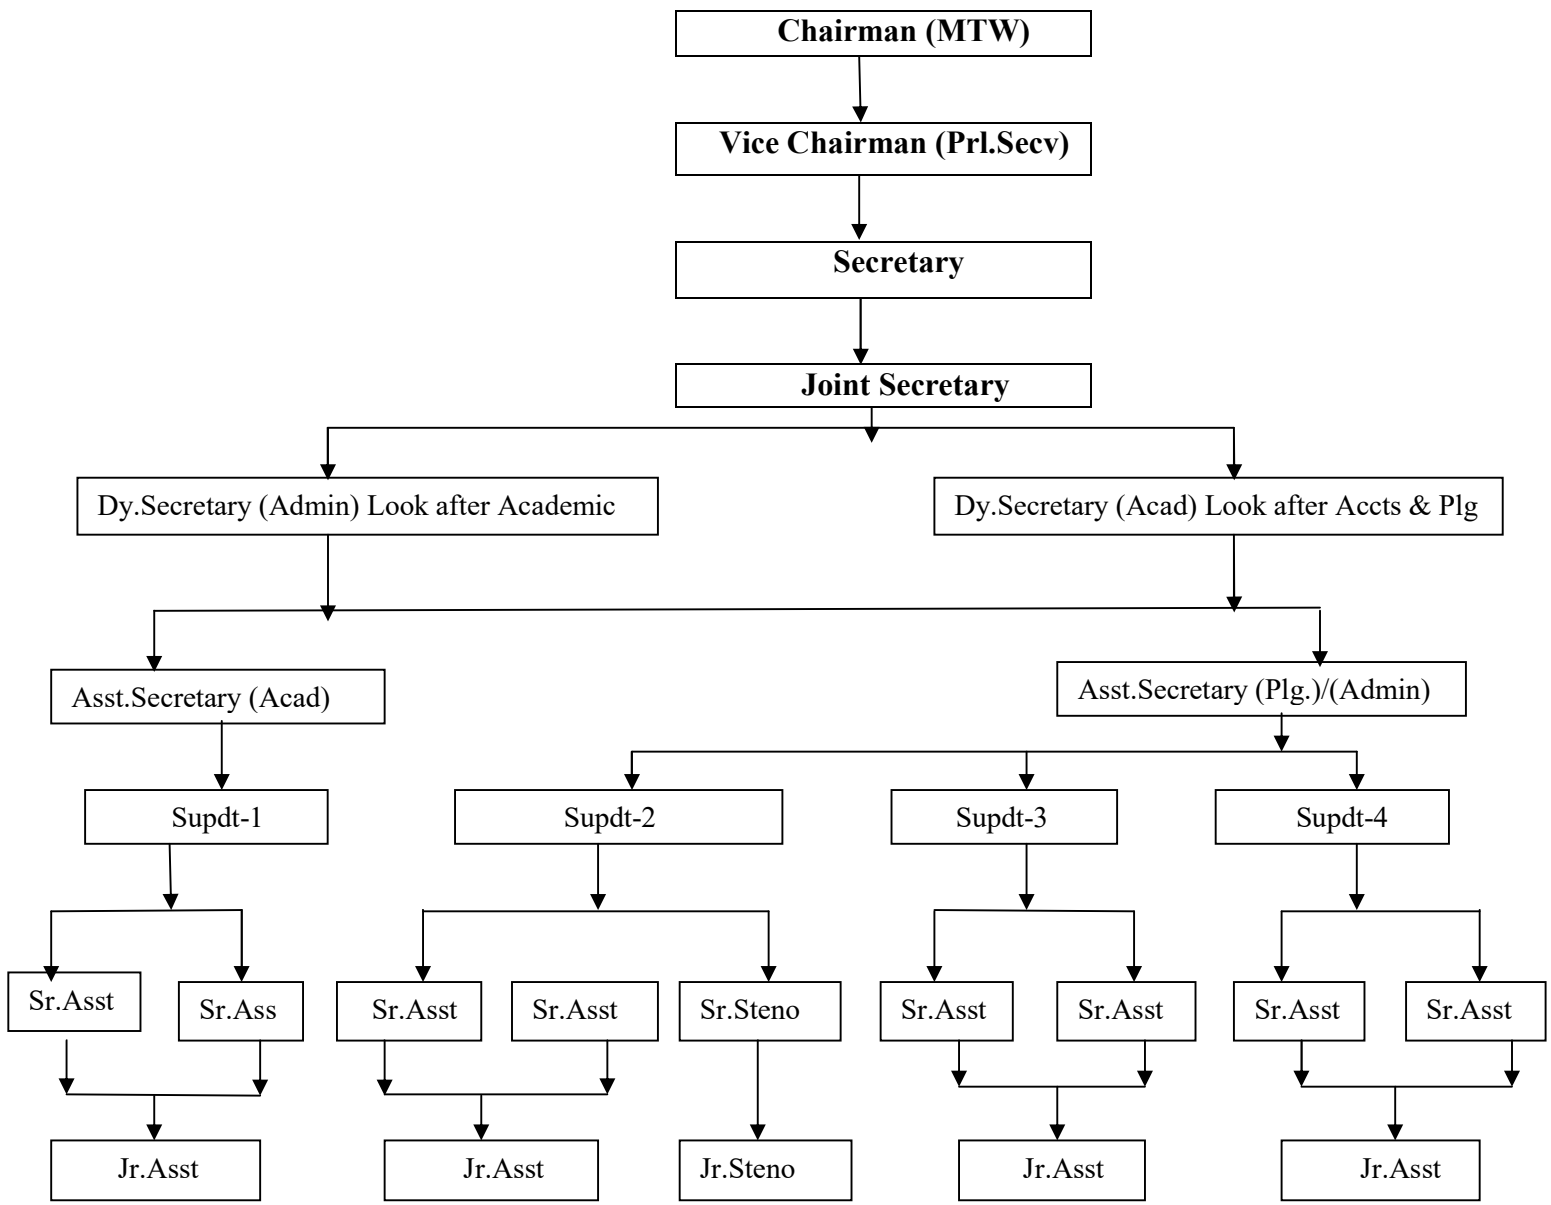 Chairman (MTW)
Vice Chairman (Prl.Secv)
Secretary
Joint Secretary
Dy.Secretary (Admin) Look after Academic
Dy.Secretary (Acad) Look after Accts & Plg
Asst.Secretary (Acad)
Asst.Secretary (Plg.)/(Admin)
Supdt-1
Supdt-2
Supdt-3
Supdt-4
Sr.Asst
Sr.Ass
Sr.Asst
Sr.Asst
Sr.Steno
Sr.Asst
Sr.Asst
Sr.Asst
Sr.Asst
Jr.Asst
Jr.Asst
Jr.Steno
Jr.Asst
Jr.Asst